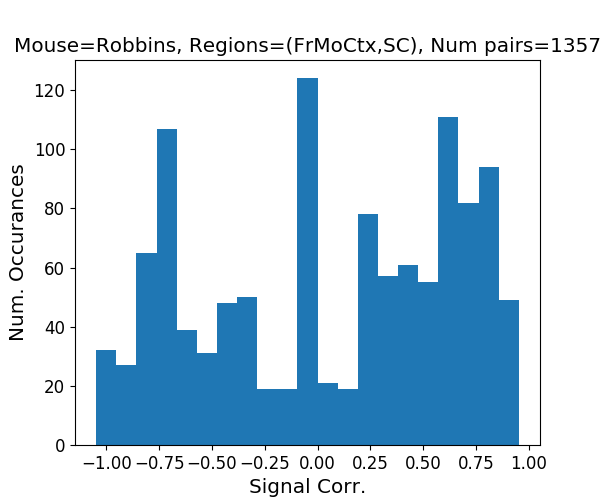 Mouse=Robbins, Regions=(FrMoCtx,SC), Num pairs=1357
120
100
80
60
40
20
0
Num. Occurances
−1.00 −0.75 −0.50 −0.25 0.00 0.25 0.50 0.75 1.00
Signal Corr.